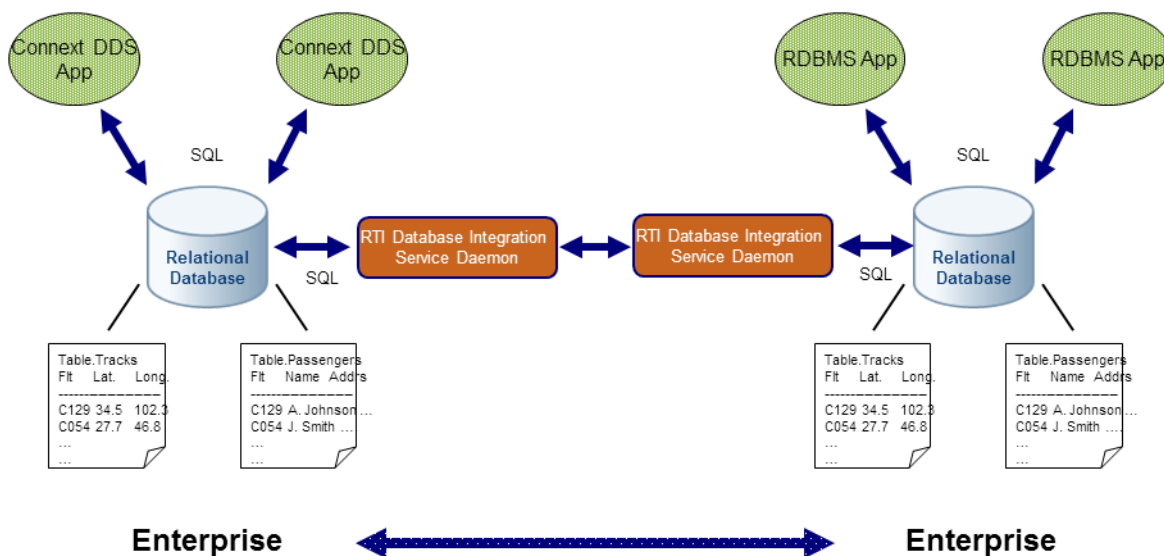 Connext DDS
App
Connext DDS
App
RDBMS App
RDBMS App
SQL
SQL
Relational
Database
RTI Database Integration
Service Daemon
RTI Database Integration
Service Daemon
Relational
Database
SQL
SQL
Table.Tracks
Flt Lat. Long.
------------------------
C129 34.5 102.3
C054 27.7 46.8
...
...
Table.Passengers
Flt Name Addrs
------------------------
C129 A. Johnson ...
C054 J. Smith ....
...
...
Table.Tracks
Flt Lat. Long.
------------------------
C129 34.5 102.3
C054 27.7 46.8
...
...
Table.Passengers
Flt Name Addrs
------------------------
C129 A. Johnson ...
C054 J. Smith ....
...
...
Enterprise
Enterprise